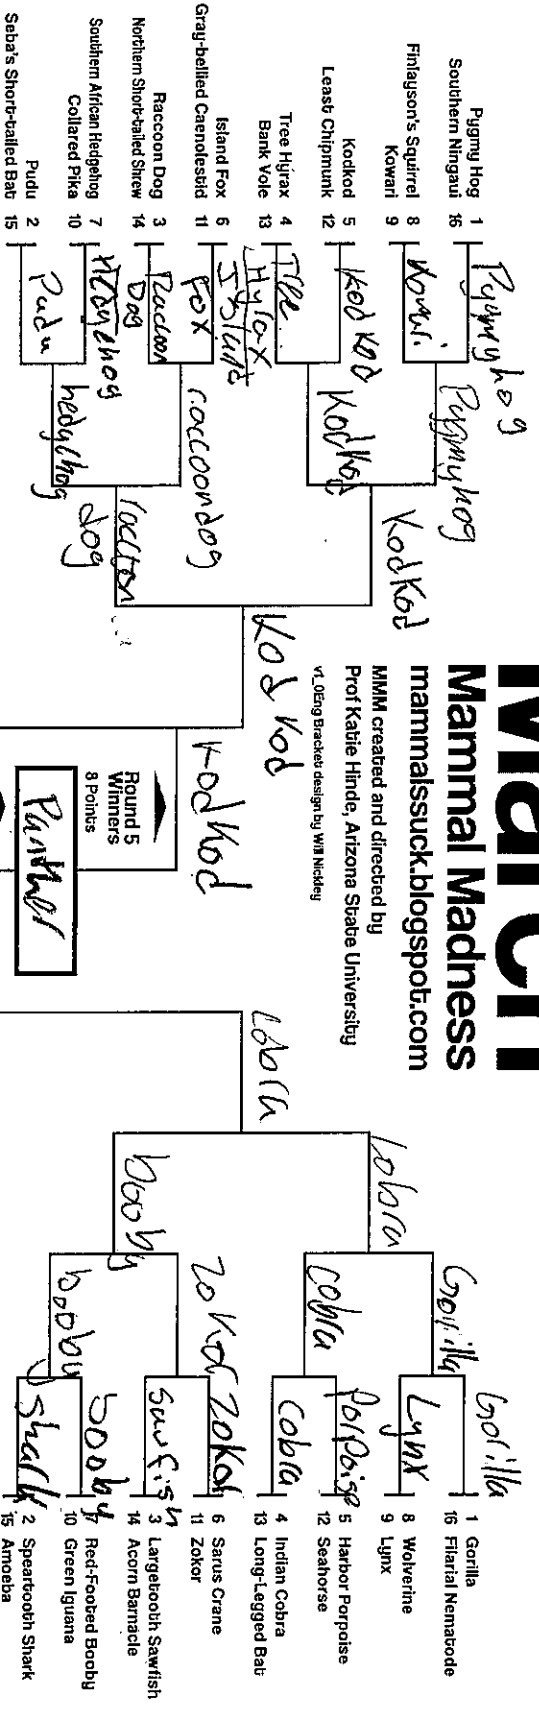 March
Mammal Madness
mammalssuck.blogspot.com
MMM created and directed by
Prof Katie Hinde, Arizona State University
v1_0Eng Bracket design by Will Nickley
1 Pygmy Hog
16 Southern Ningaui
8 Finlayson's Squirrel
9 Kowari
5 Kodkod
12 Least Chipmunk
4 Tree Hyrax
13 Bank Vole
6 Island Fox
11 Gray-bellied Caenolestid
3 Raccoon Dog
14 Northern Short-tailed Shrew
7 Southern African Hedgehog
10 Collared Pika
2 Pudu
15 Seba's Short-tailed Bat
Pygmyhog
Kowari
KodKod
Tree
Hyrax
Island
Fox
Raccoon
Dog
Hedgehog
Pudu
Pygmyhog
KodKod
raccoondog
hedgehog
KodKod
raccoon
dog
KodKod
KodKod
Round 5
Winners
8 Points
Panther
Cobra
Cobra
booby
Gorilla
cobra
Zokor
booby
Gorilla
Lynx
Porpoise
Cobra
Zokor
Sawfish
booby
shark
1 Gorilla
16 Filarial Nematode
8 Wolverine
9 Lynx
5 Harbor Porpoise
12 Seahorse
4 Indian Cobra
13 Long-Legged Bat
6 Sarus Crane
11 Zokor
3 Largetooth Sawfish
14 Acorn Barnacle
7 Red-Footed Booby
10 Green Iguana
2 Speartooth Shark
15 Amoeba